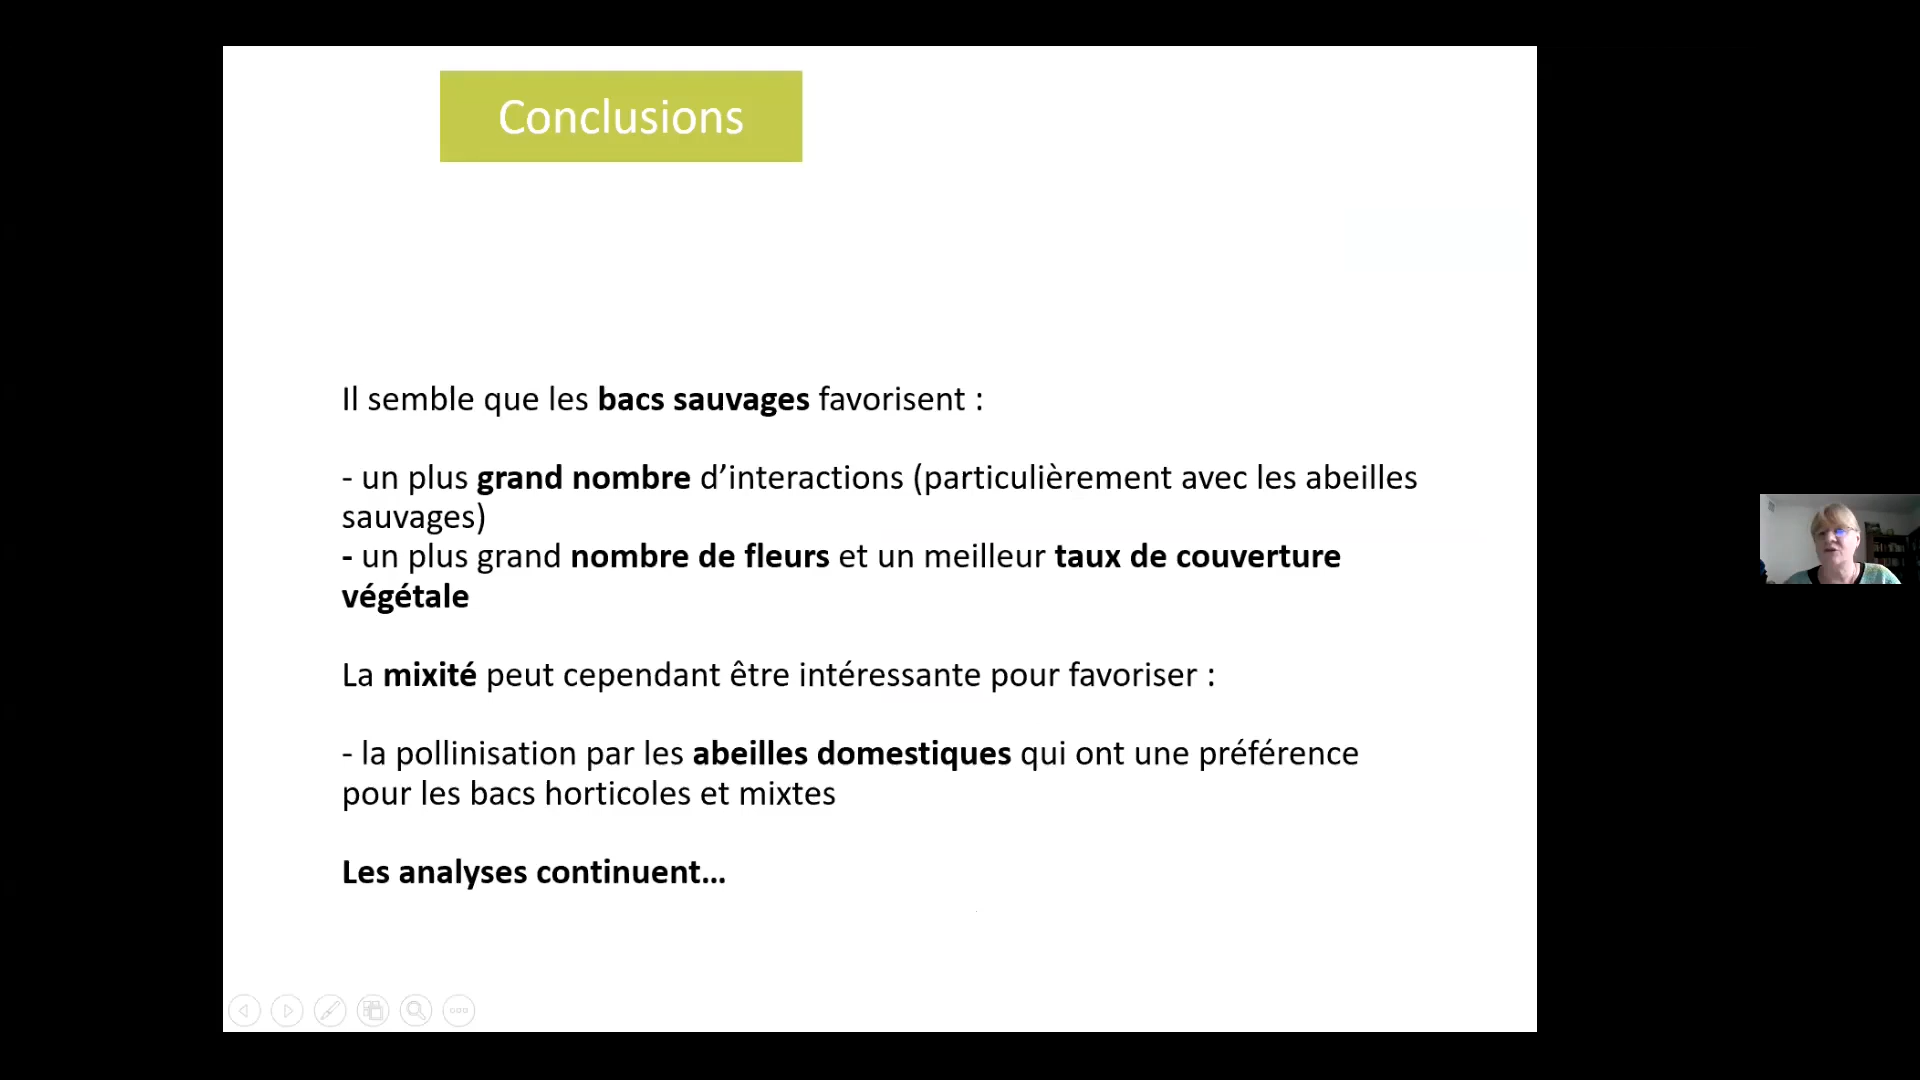 Conclusions
Il semble que les bacs sauvages favorisent :
- un plus grand nombre d’interactions (particulièrement avec les abeilles
sauvages)
- un plus grand nombre de fleurs et un meilleur taux de couverture
végétale
La mixité peut cependant être intéressante pour favoriser :
- la pollinisation par les abeilles domestiques qui ont une préférence
pour les bacs horticoles et mixtes
Les analyses continuent...